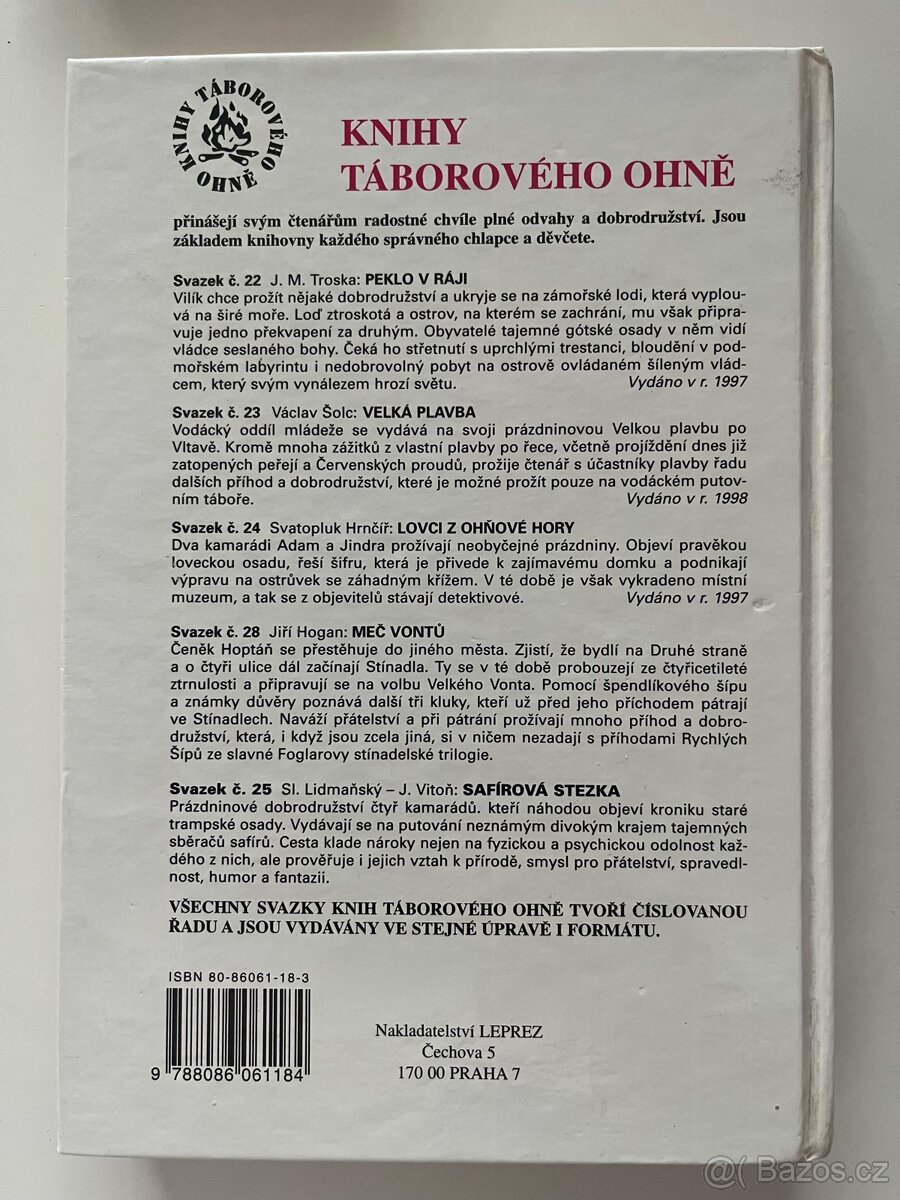 KNIHY TÁBOROVÉHO OHNĚ
KNIHY
TÁBOROVÉHO OHNĚ
přinášejí svým čtenářům radostné chvíle plné odvahy a dobrodružství. Jsou
základem knihovny každého správného chlapce a děvčete.
Svazek č. 22 J. M. Troska: PEKLO V RÁJI
Vilík chce prožít nějaké dobrodružství a ukryje se na zámořské lodi, která vyplou-
vá na širé moře. Loď ztroskotá a ostrov, na kterém se zachrání, mu však připra-
vuje jedno překvapení za druhým. Obyvatelé tajemné gótské osady v něm vidí
vládce seslaného bohy. Čeká ho střetnutí s uprchlými trestanci, bloudění v pod-
mořském labyrintu i nedobrovolný pobyt na ostrově ovládaném šíleným vlád-
cem, který svým vynálezem hrozí světu. Vydáno v r. 1997
Svazek č. 23 Václav Šolc: VELKÁ PLAVBA
Vodácký oddíl mládeže se vydává na svoji prázdninovou Velkou plavbu po
Vltavě. Kromě mnoha zážitků z vlastní plavby po řece, včetně projíždění dnes již
zatopených peřejí a Červenských proudů, prožije čtenář s účastníky plavby řadu
dalších příhod a dobrodružství, které je možné prožít pouze na vodáckém putov-
ním táboře. Vydáno v r. 1998
Svazek č. 24 Svatopluk Hrnčíř: LOVCI Z OHŇOVÉ HORY
Dva kamarádi Adam a Jindra prožívají neobyčejné prázdniny. Objeví pravěkou
loveckou osadu, řeší šifru, která je přivede k zajímavému domku a podnikají
výpravu na ostrůvek se záhadným křížem. V té době je však vykradeno místní
muzeum, a tak se z objevitelů stávají detektivové. Vydáno v r. 1997
Svazek č. 28 Jiří Hogan: MEČ VONTŮ
Čeněk Hoptáň se přestěhuje do jiného města. Zjistí, že bydlí na Druhé straně
a o čtyři ulice dál začínají Stínadla. Ty se v té době probouzejí ze čtyřicetileté
ztrnulosti a připravují se na volbu Velkého Vonta. Pomocí špendlíkového šípu
a známky důvěry poznává další tři kluky, kteří už před jeho příchodem pátrají
ve Stínadlech. Naváží přátelství a při pátrání prožívají mnoho příhod a dobro-
družství, která, i když jsou zcela jiná, si v ničem nezadají s příhodami Rychlých
Šípů ze slavné Foglarovy stínadelské trilogie.
Svazek č. 25 Sl. Lidmaňský – J. Vitoň: SAFÍROVÁ STEZKA
Prázdninové dobrodružství čtyř kamarádů. kteří náhodou objeví kroniku staré
trampské osady. Vydávají se na putování neznámým divokým krajem tajemných
sběračů safírů. Cesta klade nároky nejen na fyzickou a psychickou odolnost kaž-
dého z nich, ale prověřuje i jejich vztah k přírodě, smysl pro přátelství, spravedl-
nost, humor a fantazii.
VŠECHNY SVAZKY KNIH TÁBOROVÉHO OHNĚ TVOŘÍ ČÍSLOVANOU
ŘADU A JSOU VYDÁVÁNY VE STEJNÉ ÚPRAVĚ I FORMÁTU.
ISBN 80-86061-18-3
9 788086 061184
Nakladatelství LEPREZ
Čechova 5
170 00 PRAHA 7
@( Bazos.cz